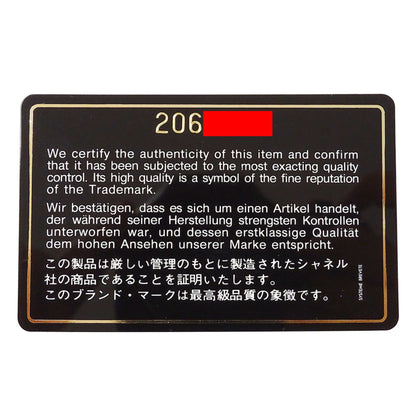 206
We certify the authenticity of this item and confirm
that it has been subjected to the most exacting quality
control. Its high quality is a symbol of the fine reputation
of the Trademark.
Wir bestätigen, dass es sich um einen Artikel handelt,
der während seiner Herstellung strengsten Kontrollen
unterworfen war, und dessen erstklassige Qualität
dem hohen Ansehen unserer Marke entspricht.
この製品は厳しい管理のもとに製造されたシャネル
社の商品であることを証明いたします。
このブランド・マークは最高級品質の象徴です。
SYSTEME BREVETE